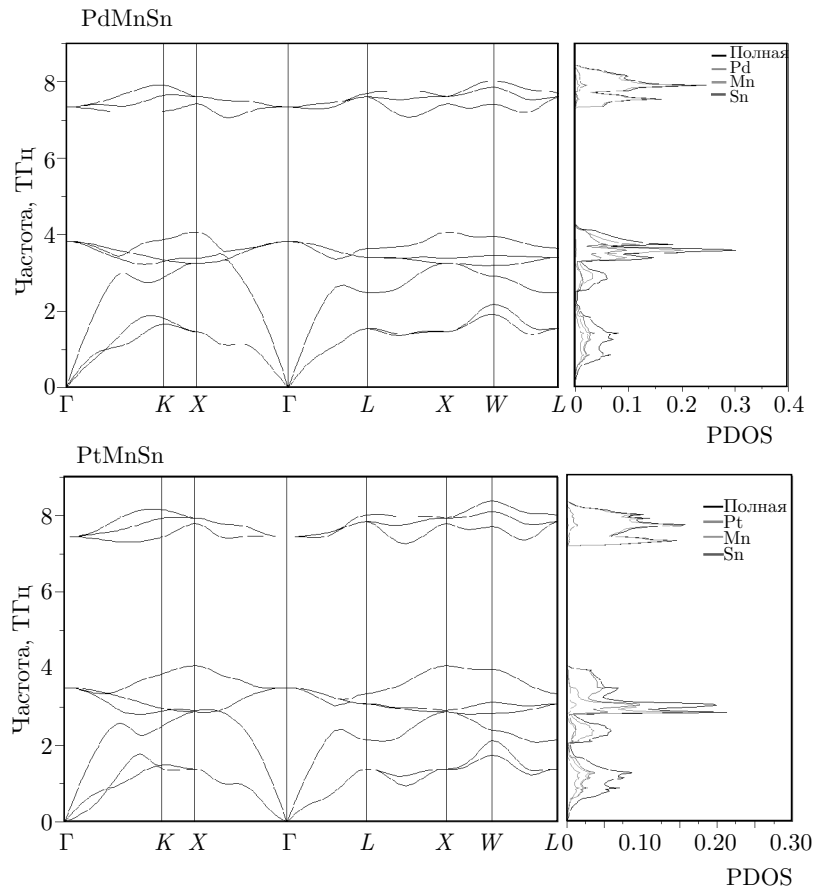 PdMnSn
Частота, ТГц
8
6
4
2
0
Γ K X Γ L X W L
Полная
Pd
Mn
Sn
0 0.1 0.2 0.3 0.4
PDOS
PtMnSn
Частота, ТГц
8
6
4
2
0
Γ K X Γ L X W L
Полная
Pt
Mn
Sn
0 0.10 0.20 0.30
PDOS